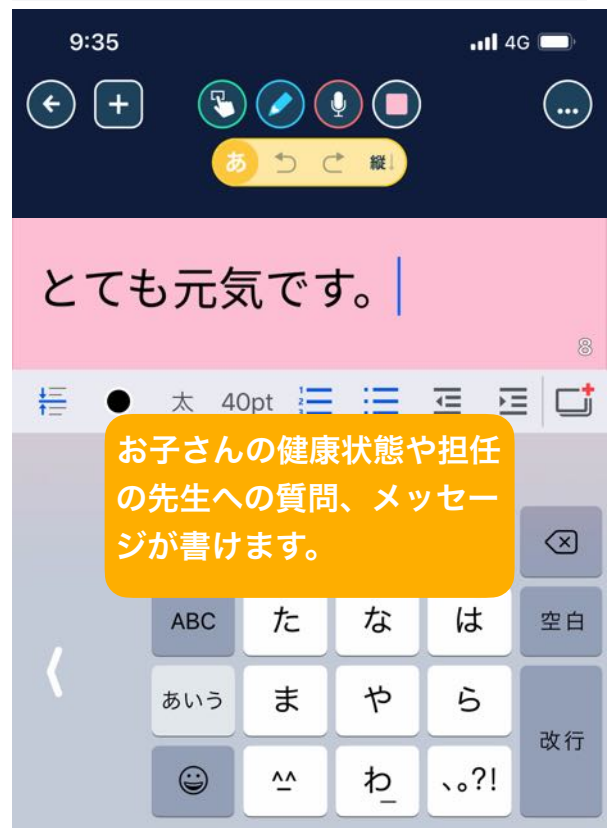 9:35 4G
あ 縦
とても元気です。
8
太 40pt
お子さんの健康状態や担任
の先生への質問、メッセー
ジが書けます。
ABC た な は 空白
あいう ま や ら
改行
^^ わ_ 、。?!